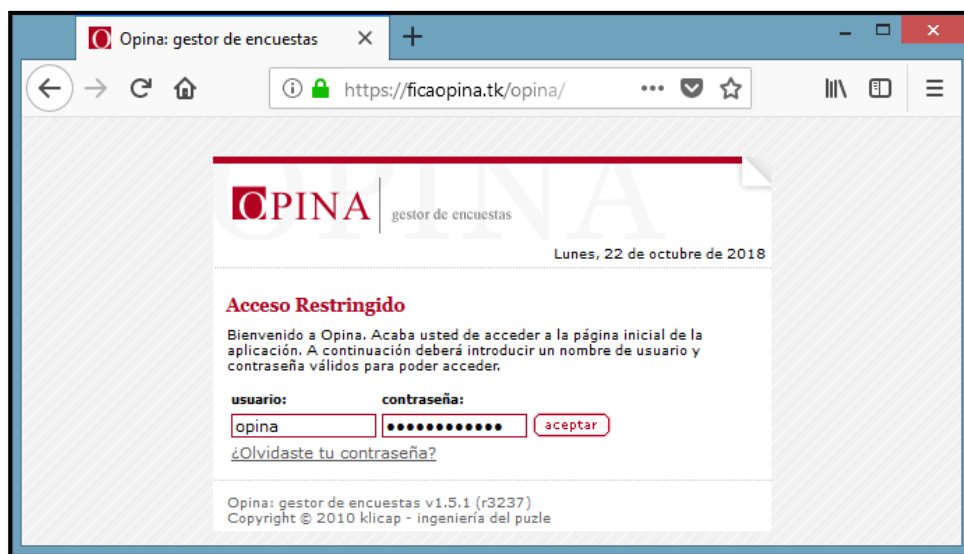 Opina: gestor de encuestas
https://ficaopina.tk/opina/
OPINA
OPINA gestor de encuestas
Lunes, 22 de octubre de 2018
Acceso Restringido
Bienvenido a Opina. Acaba usted de acceder a la página inicial de la
aplicación. A continuación deberá introducir un nombre de usuario y
contraseña válidos para poder acceder.
usuario: contraseña:
opina •••••••••••• aceptar
¿Olvidaste tu contraseña?
Opina: gestor de encuestas v1.5.1 (r3237)
Copyright © 2010 klicap - ingeniería del puzle